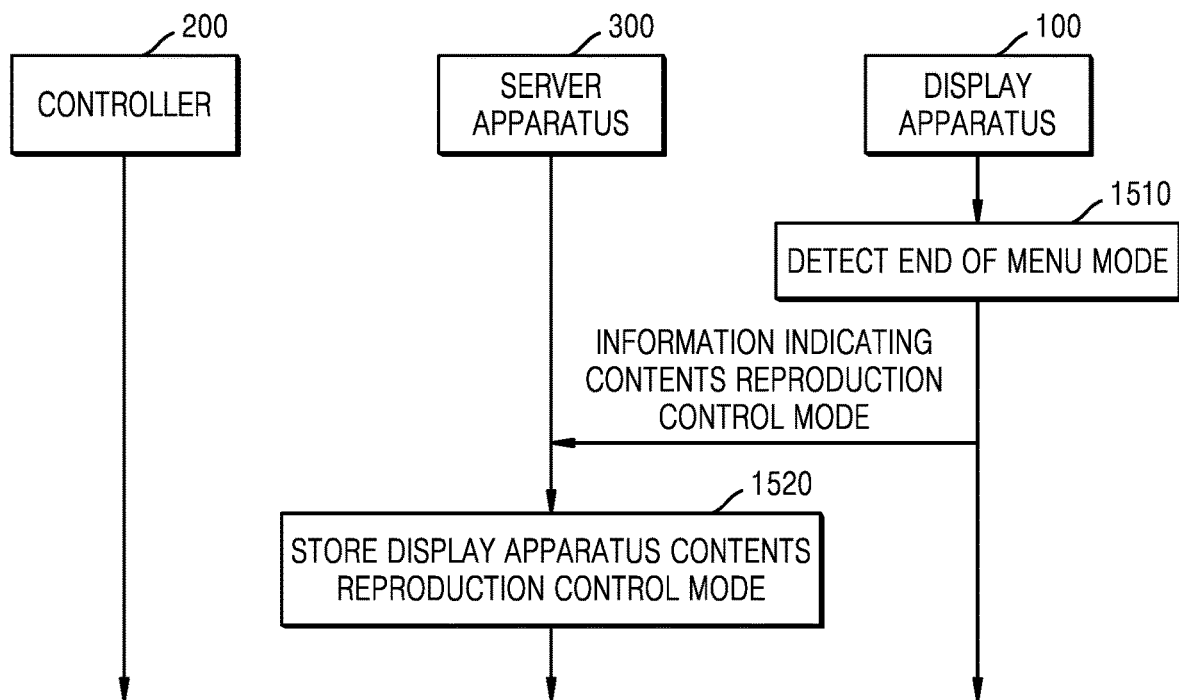 200
300
100
CONTROLLER
SERVER
APPARATUS
DISPLAY
APPARATUS
1510
DETECT END OF MENU MODE
INFORMATION INDICATING
CONTENTS REPRODUCTION
CONTROL MODE
1520
STORE DISPLAY APPARATUS CONTENTS
REPRODUCTION CONTROL MODE